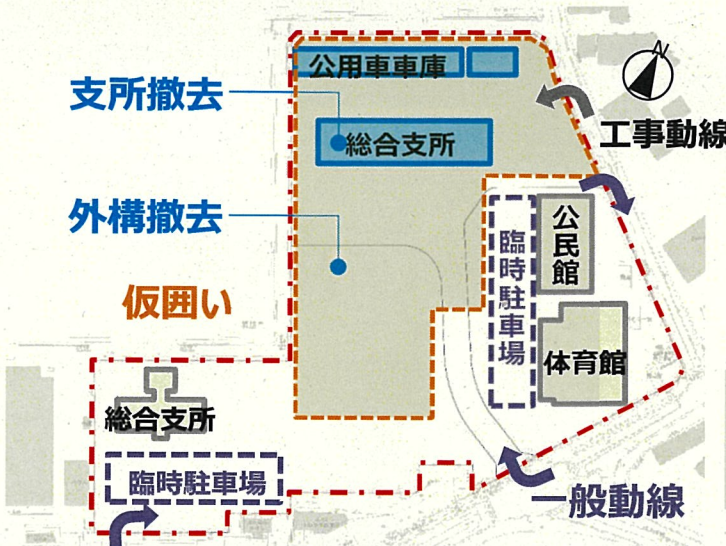 公用車車庫
N
支所撤去
工事動線
総合支所
外構撤去
公民館
臨時駐車場
仮囲い
体育館
総合支所
臨時駐車場
一般動線